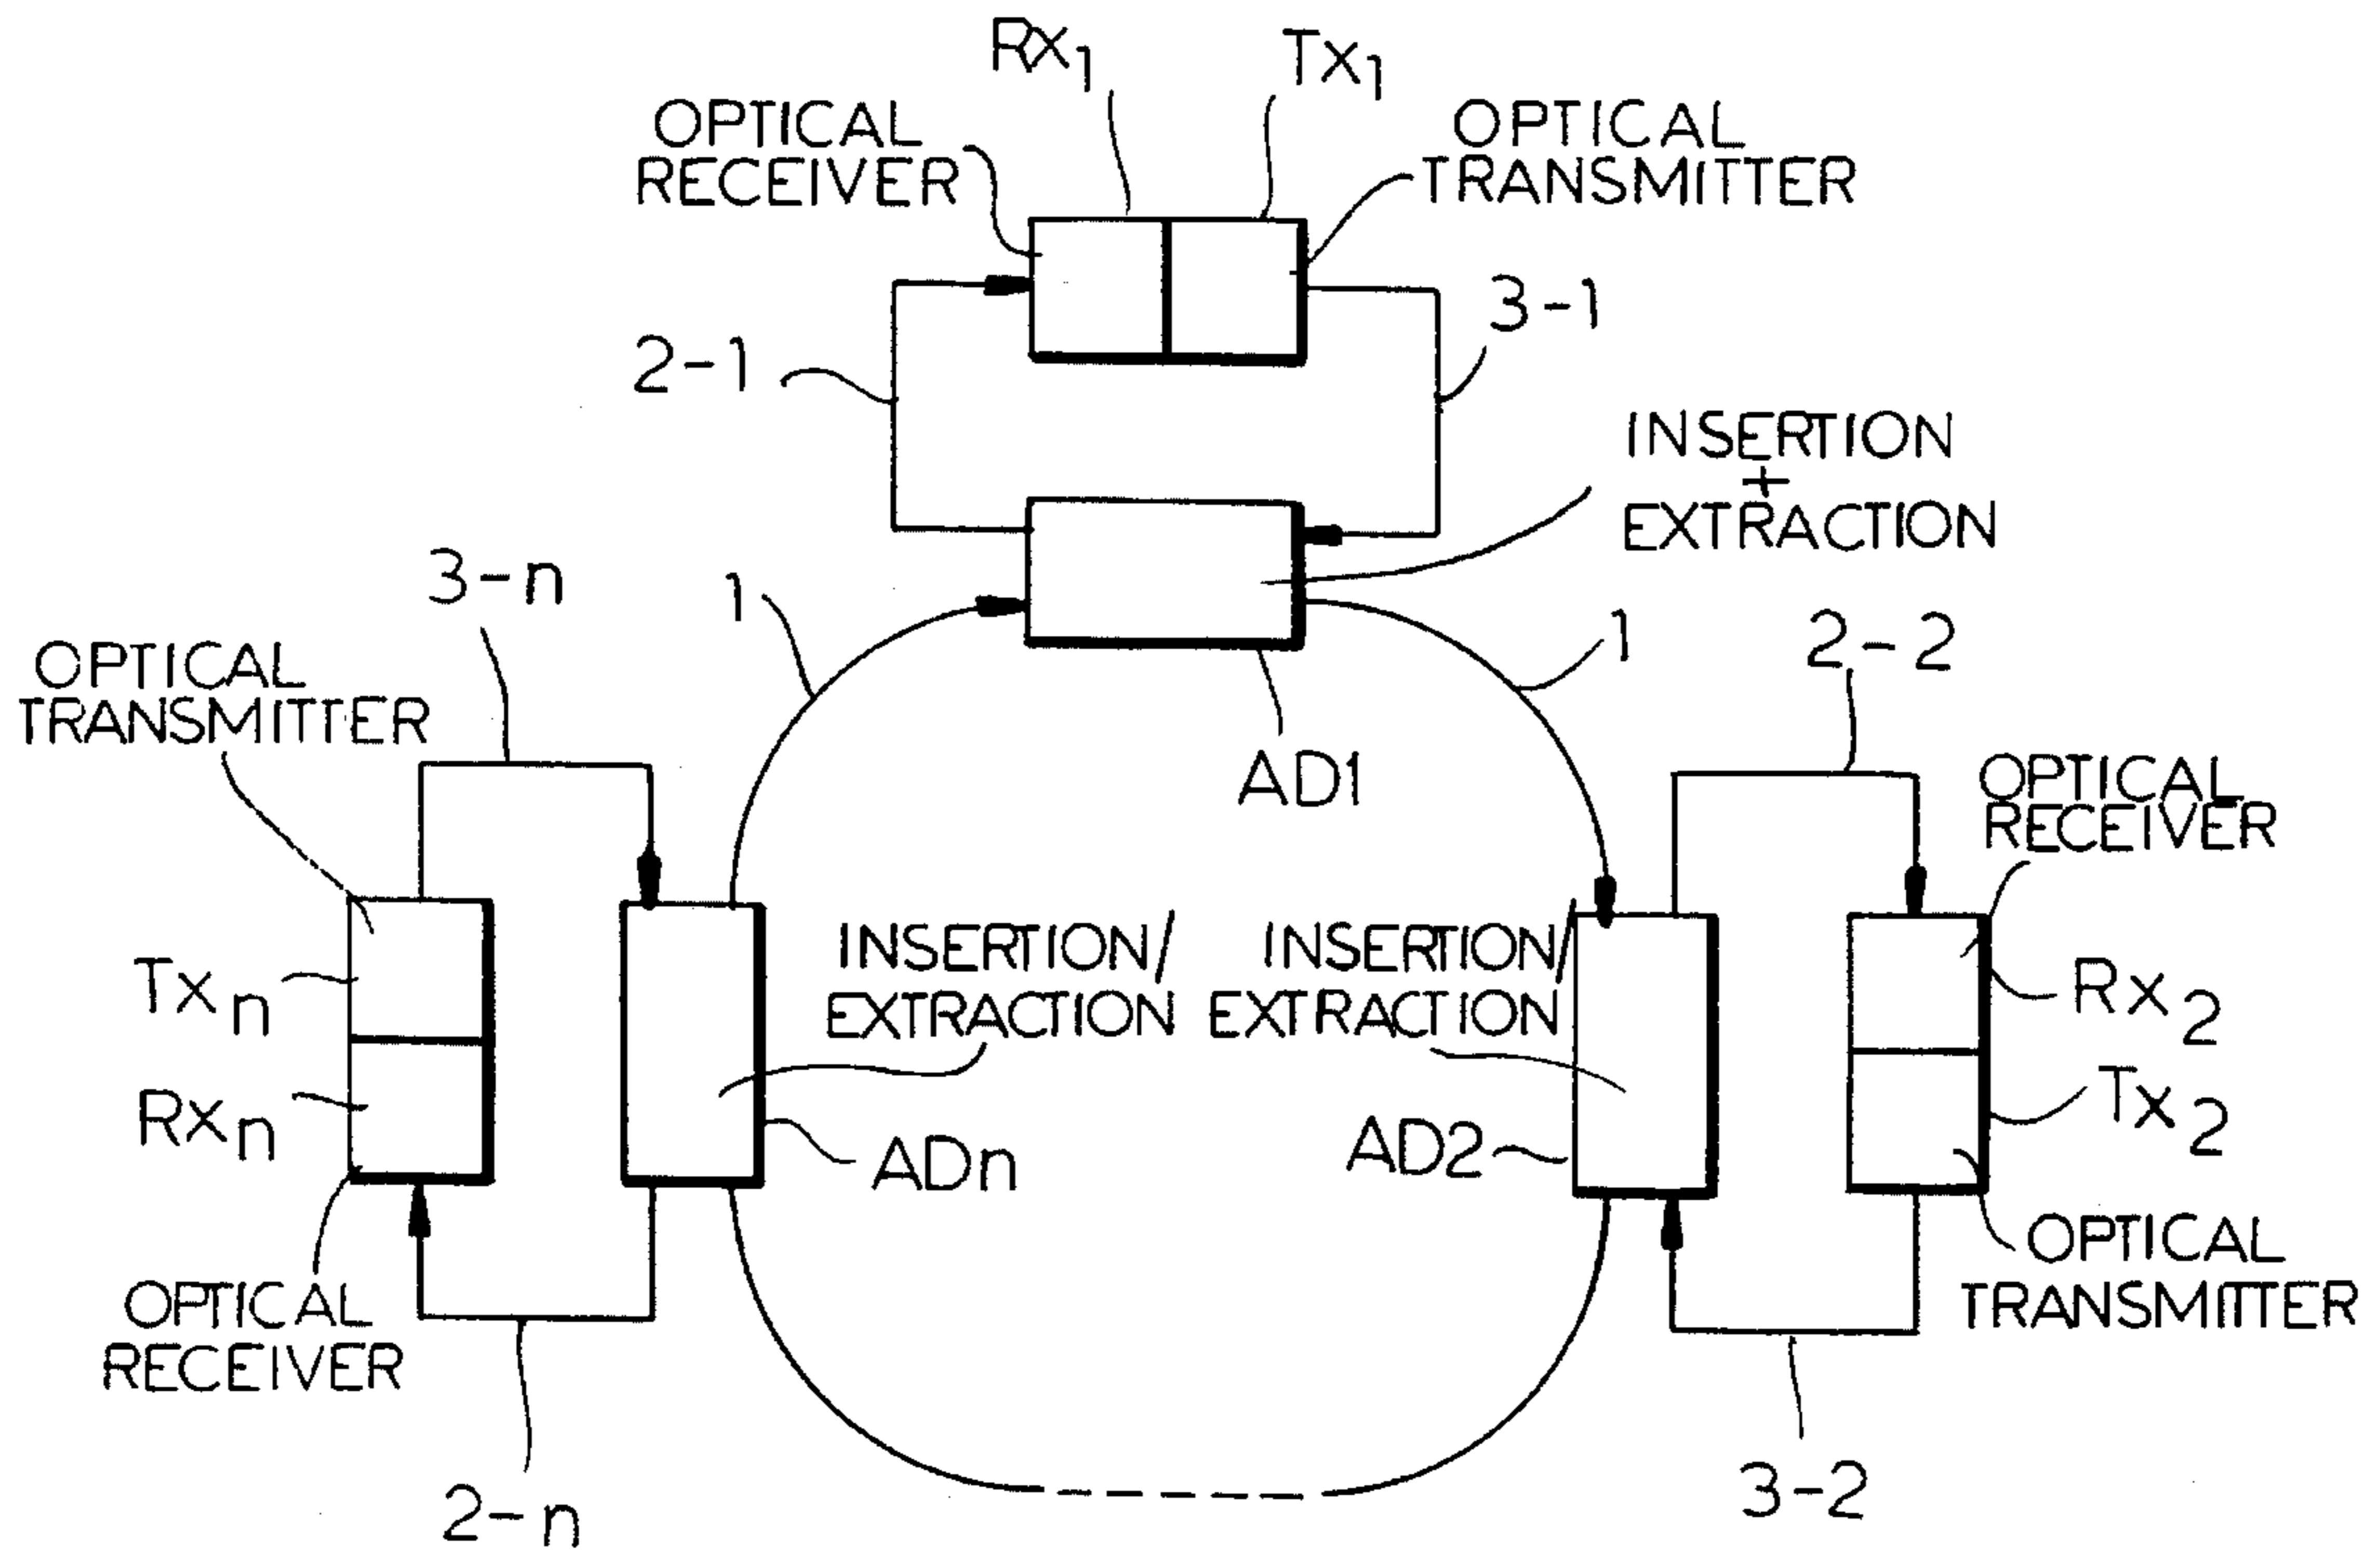 Rx1
Tx1
OPTICAL
RECEIVER
OPTICAL
TRANSMITTER
3-1
2-1
INSERTION
+
EXTRACTION
3-n
1
1
2-2
OPTICAL
TRANSMITTER
AD1
OPTICAL
RECEIVER
INSERTION/
EXTRACTION
INSERTION/
EXTRACTION
Txn
Rx2
Rxn
ADn
AD2
Tx2
OPTICAL
RECEIVER
OPTICAL
TRANSMITTER
2-n
3-2